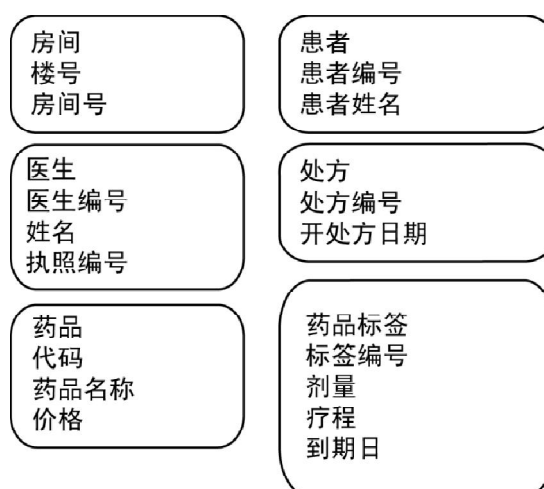 房间
楼号
房间号
患者
患者编号
患者姓名
医生
医生编号
姓名
执照编号
处方
处方编号
开处方日期
药品
代码
药品名称
价格
药品标签
标签编号
剂量
疗程
到期日